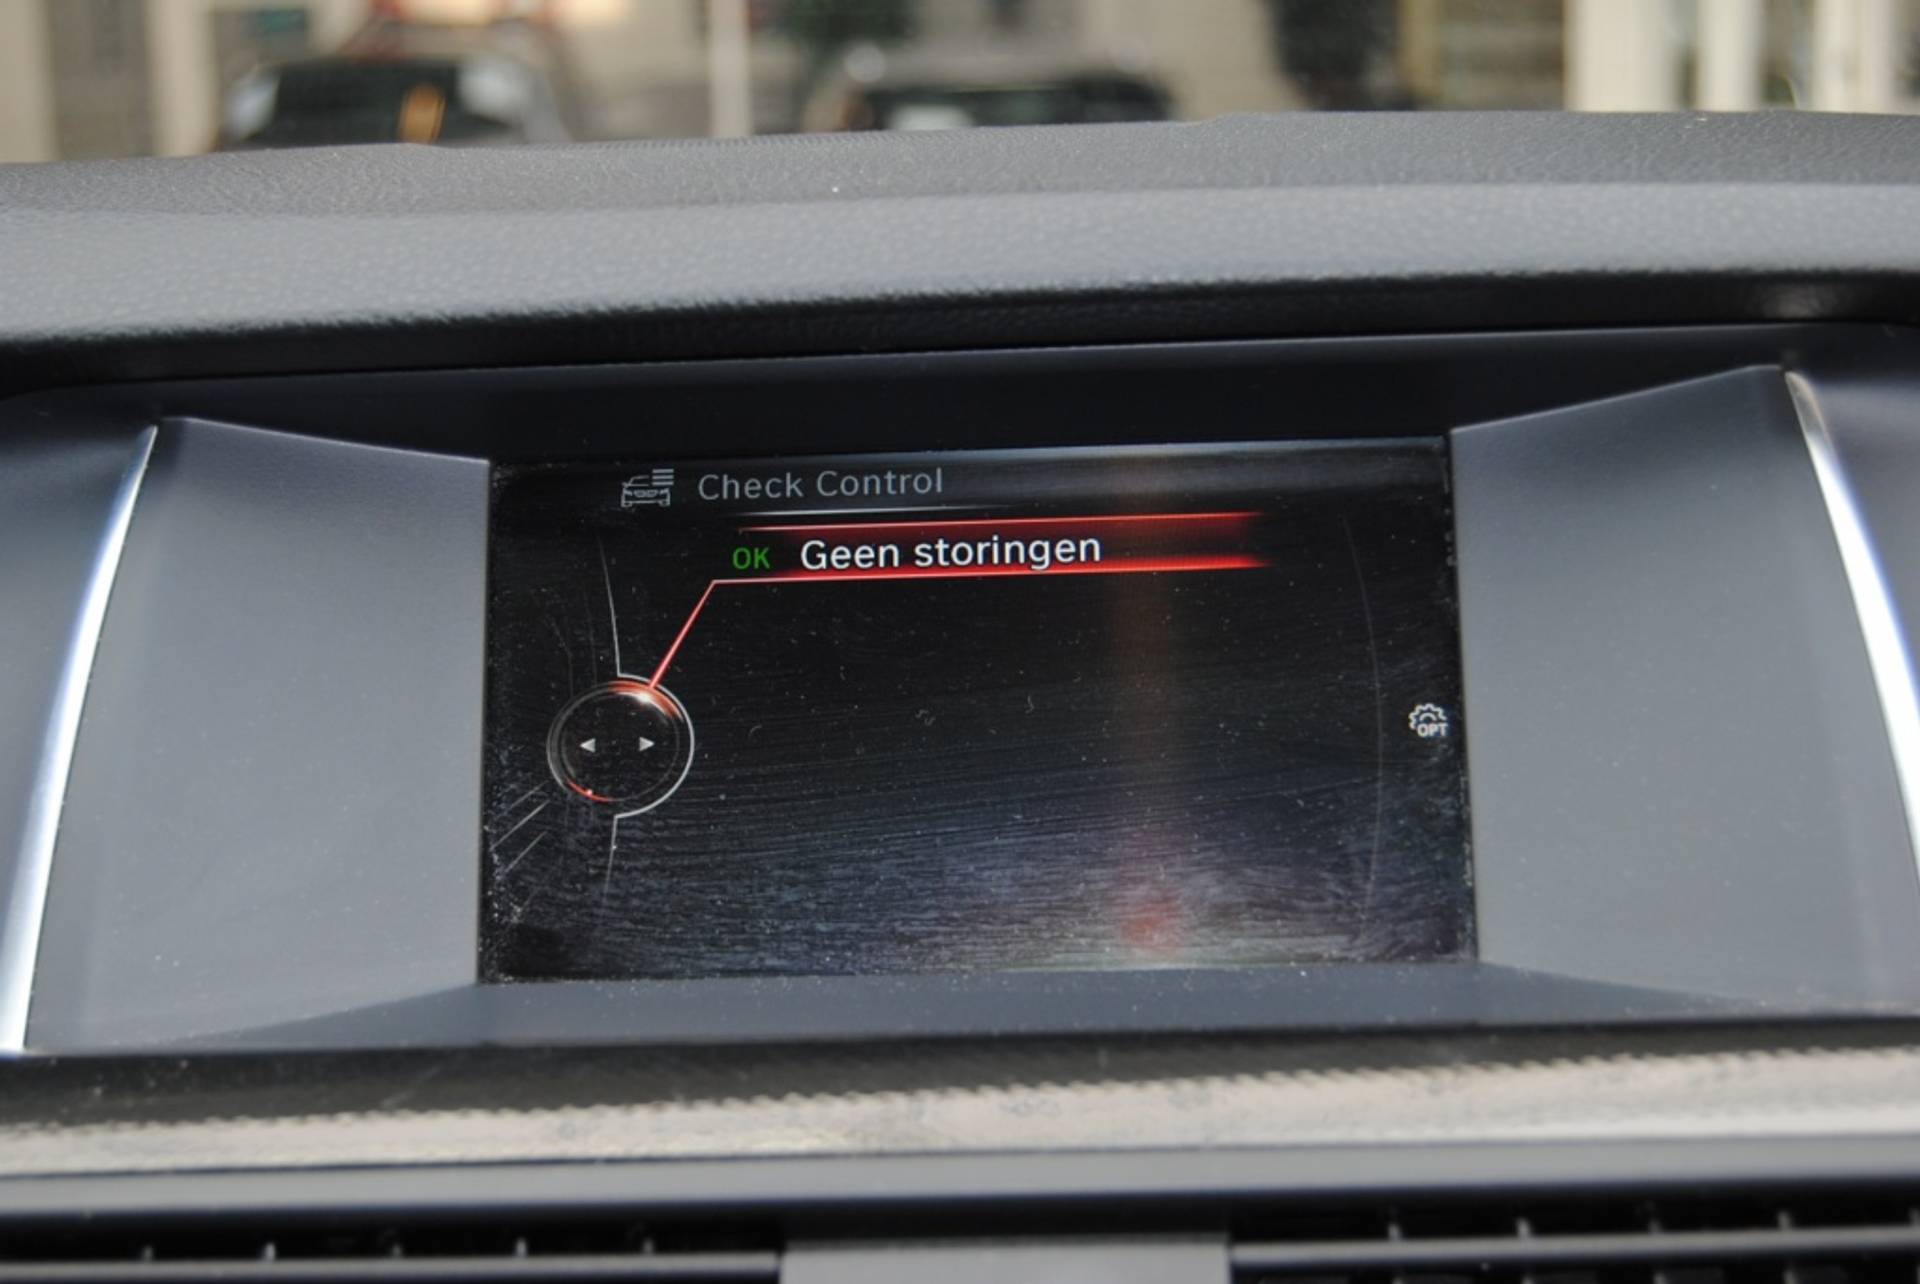 Check Control
OK Geen storingen
OPT